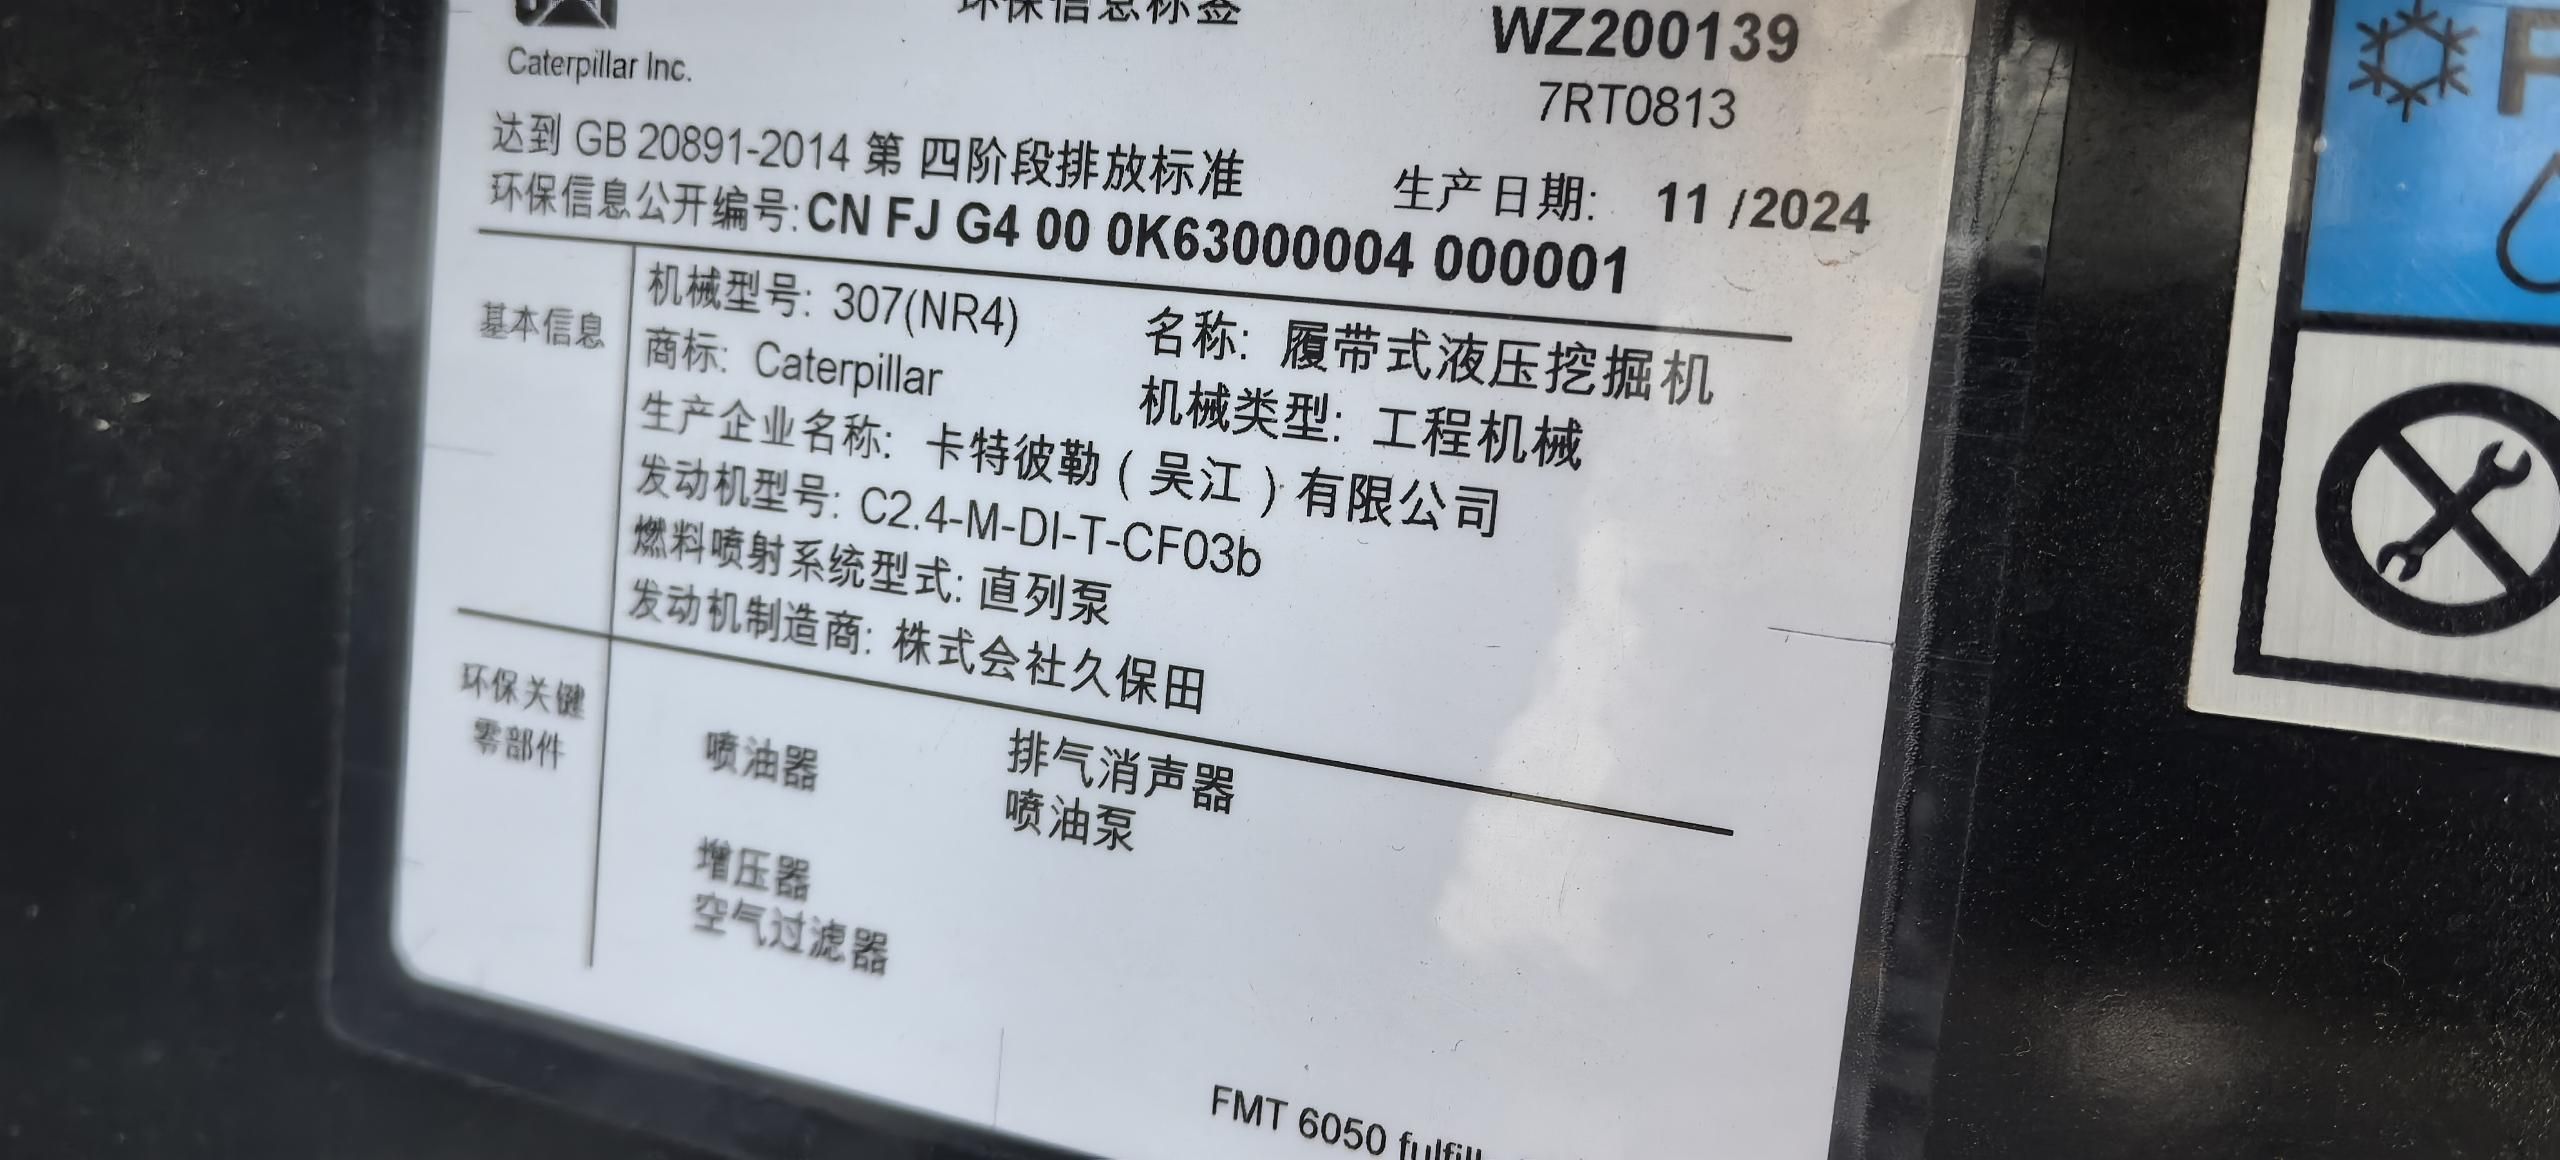 环保信息标签
WZ200139
Caterpillar Inc.
7RT0813
达到 GB 20891-2014 第 四阶段排放标准
生产日期: 11 /2024
环保信息公开编号:CN FJ G4 00 0K63000004 000001
基本信息
机械型号: 307(NR4)
名称: 履带式液压挖掘机
商标: Caterpillar
机械类型: 工程机械
生产企业名称: 卡特彼勒 ( 吴江 ) 有限公司
发动机型号: C2.4-M-DI-T-CF03b
燃料喷射系统型式: 直列泵
发动机制造商: 株式会社久保田
环保关键
零部件
喷油器
排气消声器
喷油泵
增压器
空气过滤器
FMT 6050